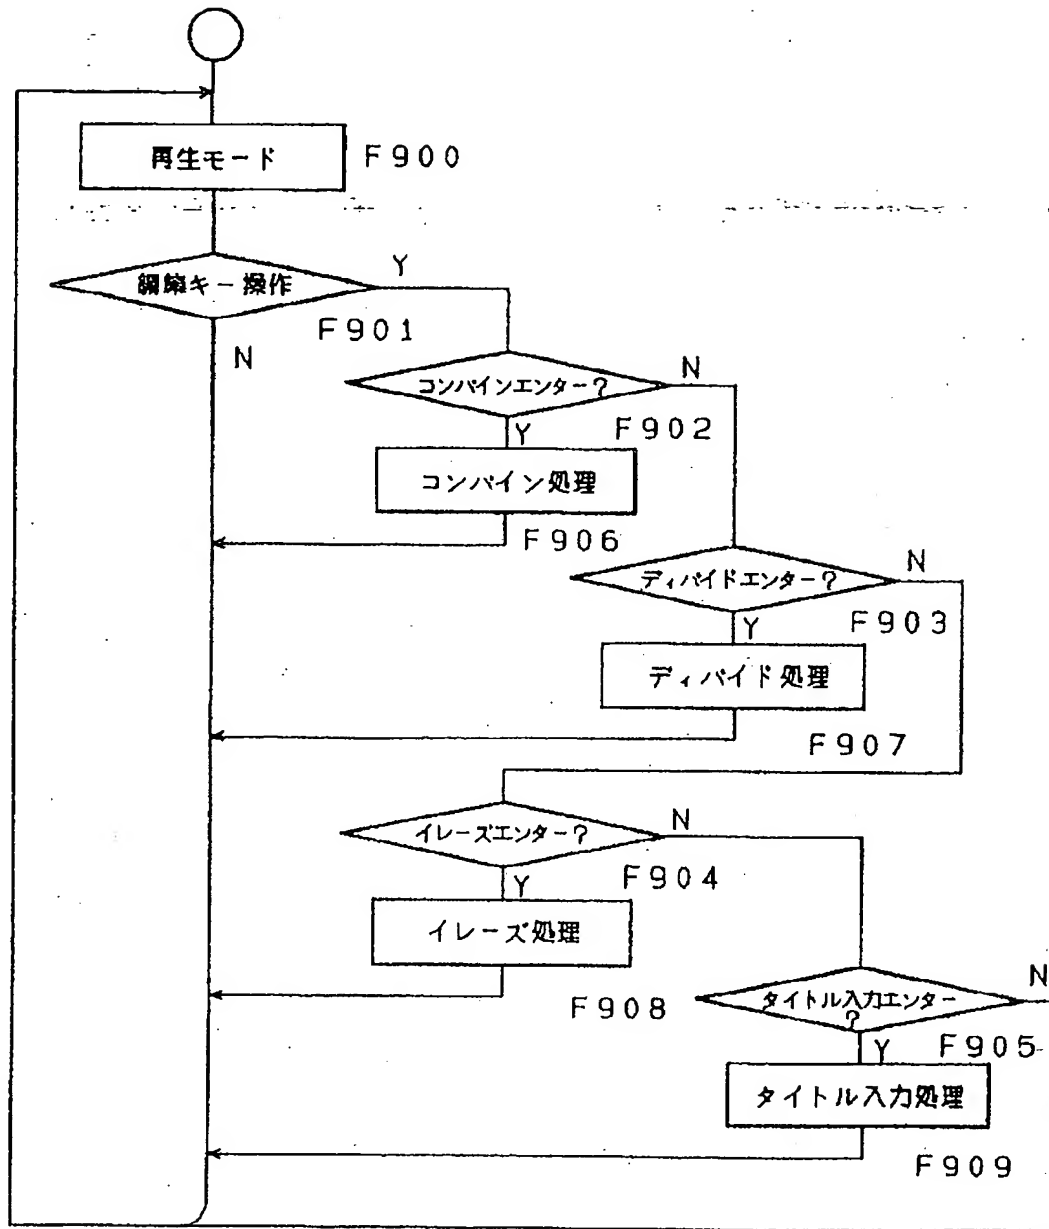 再生モード
F900
Y
キー操作
F901
N
N
コンバインエンター?
F902
Y
コンバイン処理
F906
N
ディバイドエンター?
F903
Y
ディバイド処理
F907
N
イレーズエンター?
F904
Y
イレーズ処理
F908
N
タイトル入力エンター
?
F905
Y
タイトル入力処理
F909